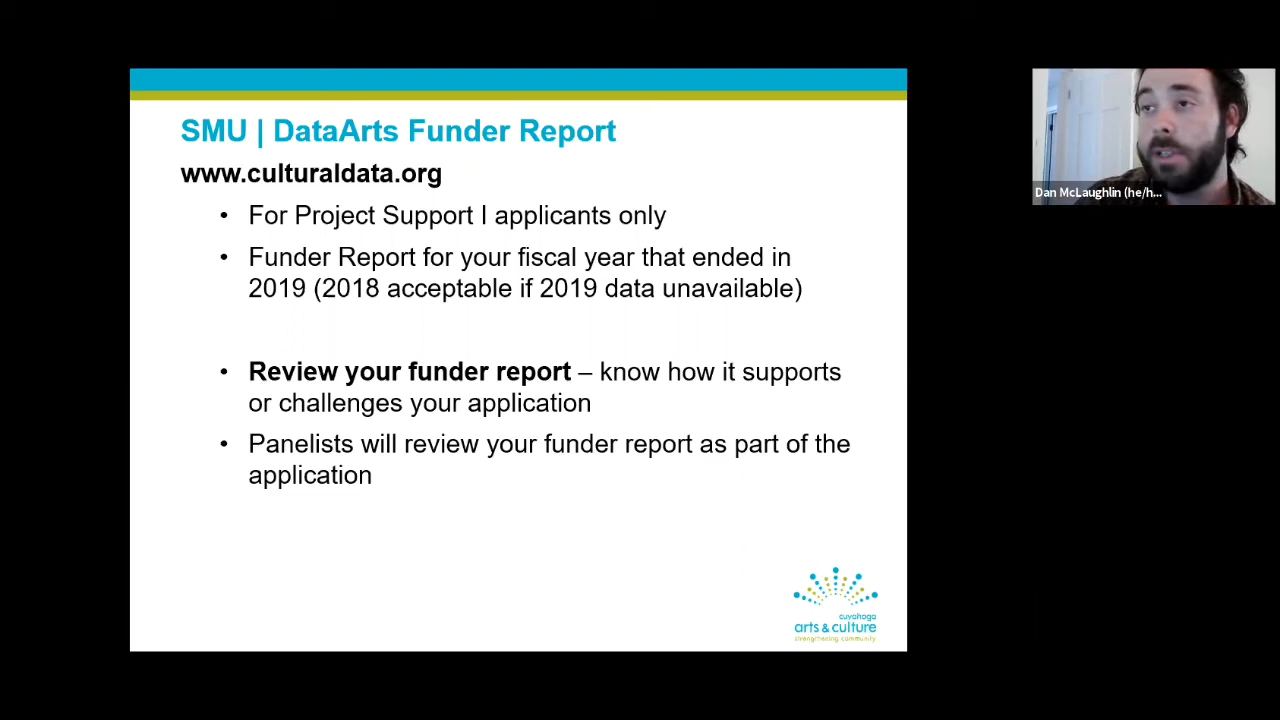 SMU | DataArts Funder Report
www.culturaldata.org
• For Project Support I applicants only
• Funder Report for your fiscal year that ended in
2019 (2018 acceptable if 2019 data unavailable)
• Review your funder report – know how it supports
or challenges your application
• Panelists will review your funder report as part of the
application
cuyahoga
arts & culture
strengthening community
Dan McLaughlin (he/h...